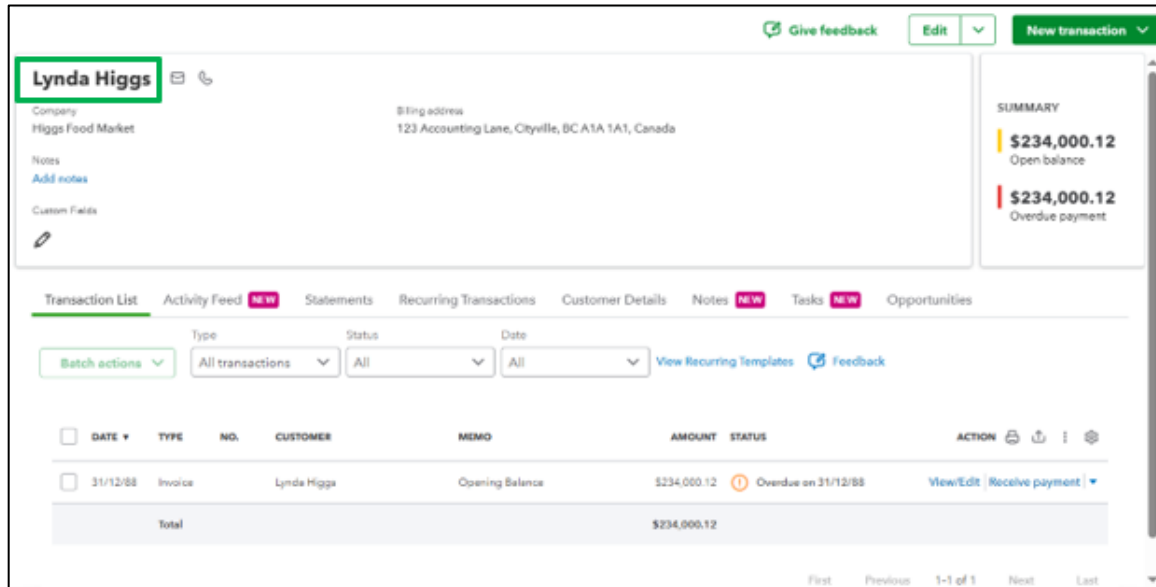 Give feedback
Edit
New transaction
Lynda Higgs
Company
Higgs Food Market
Billing address
123 Accounting Lane, Cityville, BC A1A 1A1, Canada
Notes
Add notes
Custom Fields
SUMMARY
$234,000.12
Open balance
$234,000.12
Overdue payment
Transaction List Activity Feed NEW Statements Recurring Transactions Customer Details Notes NEW Tasks NEW Opportunities
Type Status Date
Batch actions All transactions All All View Recurring Templates Feedback
DATE TYPE NO. CUSTOMER MEMO AMOUNT STATUS ACTION
31/12/88 Invoice Lynda Higgs Opening Balance $234,000.12 Overdue on 31/12/88 View/Edit Receive payment
Total $234,000.12
First Previous 1-1 of 1 Next Last